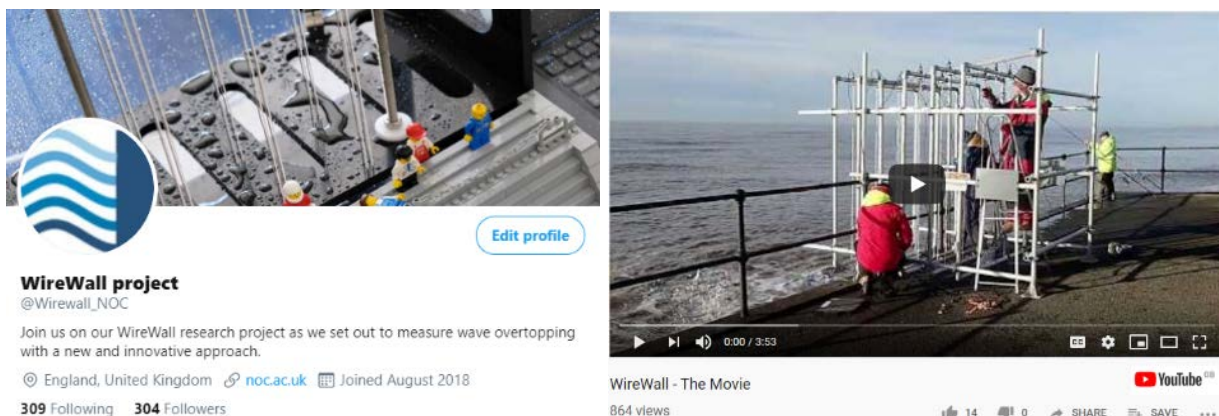 Edit profile
WireWall project
@Wirewall_NOC
Join us on our WireWall research project as we set out to measure wave overtopping
with a new and innovative approach.
England, United Kingdom noc.ac.uk Joined August 2018
309 Following 304 Followers
0:00 / 3:53
CC
WireWall - The Movie
YouTube GB
864 views
14 0 SHARE SAVE